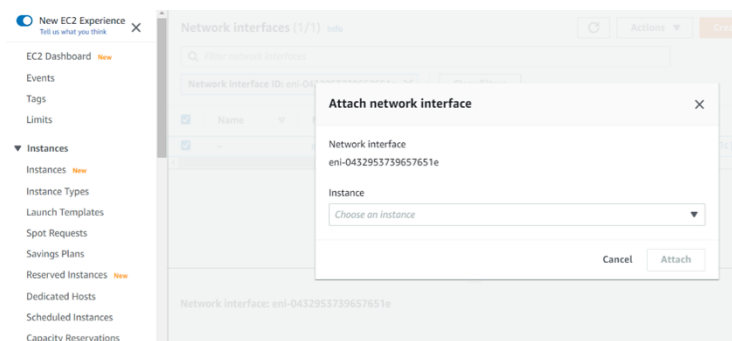 New EC2 Experience
Tell us what you think
EC2 Dashboard New
Events
Tags
Limits
Instances
Instances New
Instance Types
Launch Templates
Spot Requests
Savings Plans
Reserved Instances New
Dedicated Hosts
Scheduled Instances
Capacity Reservations
Network interfaces (1/1) Info
Actions
Filter network interfaces
Network interface ID:
Name
Attach network interface
Network interface
eni-0432953739657651e
Instance
Choose an instance
Cancel Attach
Network interface: eni-0432953739657651e